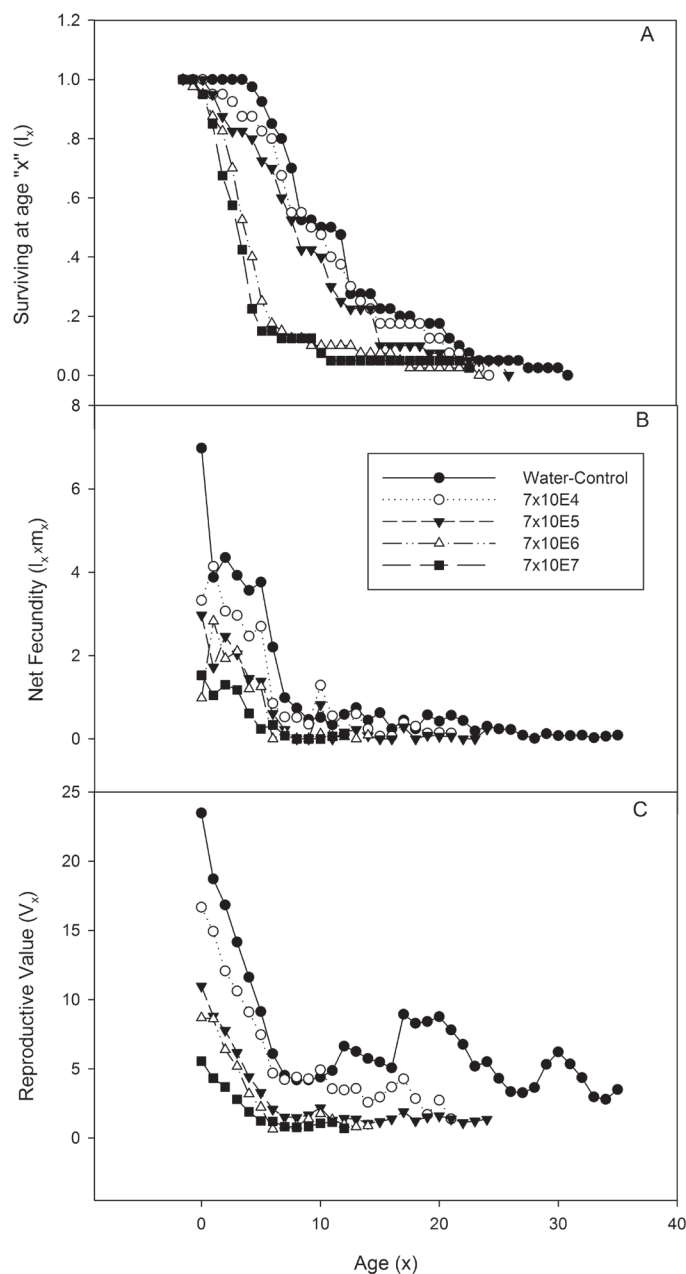 1.2
A
1.0
.8
.6
.4
.2
0.0
Surviving at age "x" (lx)
8
B
6
4
2
0
Net Fecundity (lx xmx)
Water-Control
7x10E4
7x10E5
7x10E6
7x10E7
25
C
20
15
10
5
0
Reproductive Value (Vx)
0 10 20 30 40
Age (x)